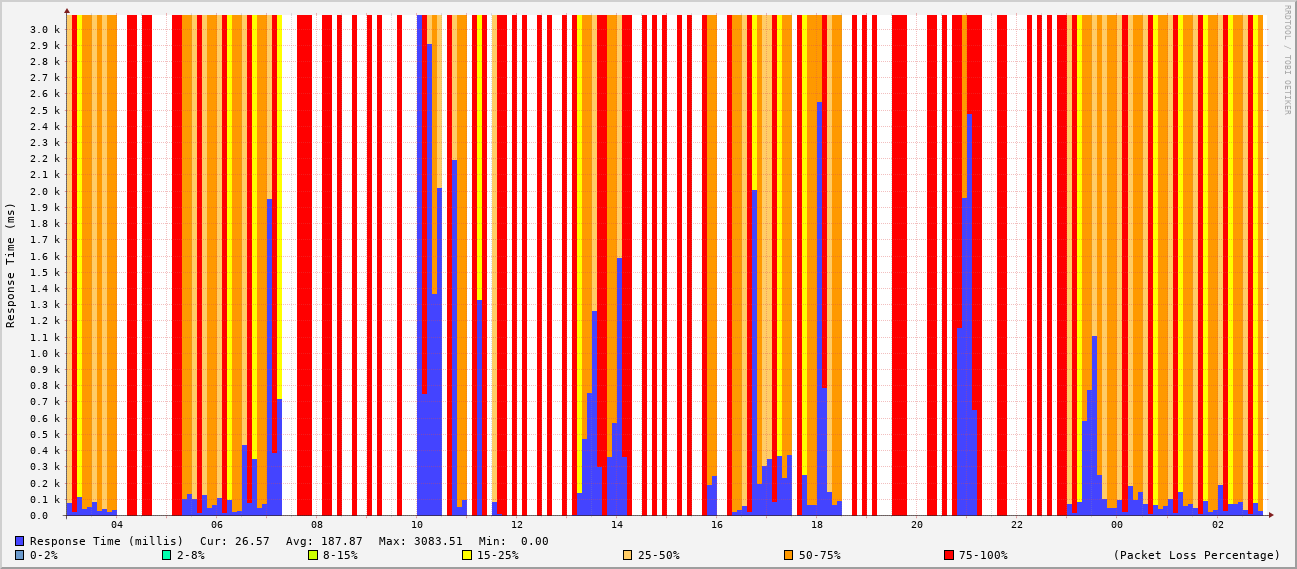 RRDTOOL / TOBI OETIKER
Response Time (ms)
3.0 k
2.9 k
2.8 k
2.7 k
2.6 k
2.5 k
2.4 k
2.3 k
2.2 k
2.1 k
2.0 k
1.9 k
1.8 k
1.7 k
1.6 k
1.5 k
1.4 k
1.3 k
1.2 k
1.1 k
1.0 k
0.9 k
0.8 k
0.7 k
0.6 k
0.5 k
0.4 k
0.3 k
0.2 k
0.1 k
0.0
04 06 08 10 12 14 16 18 20 22 00 02
Response Time (millis) Cur: 26.57 Avg: 187.87 Max: 3083.51 Min: 0.00
0-2% 2-8% 8-15% 15-25% 25-50% 50-75% 75-100% (Packet Loss Percentage)